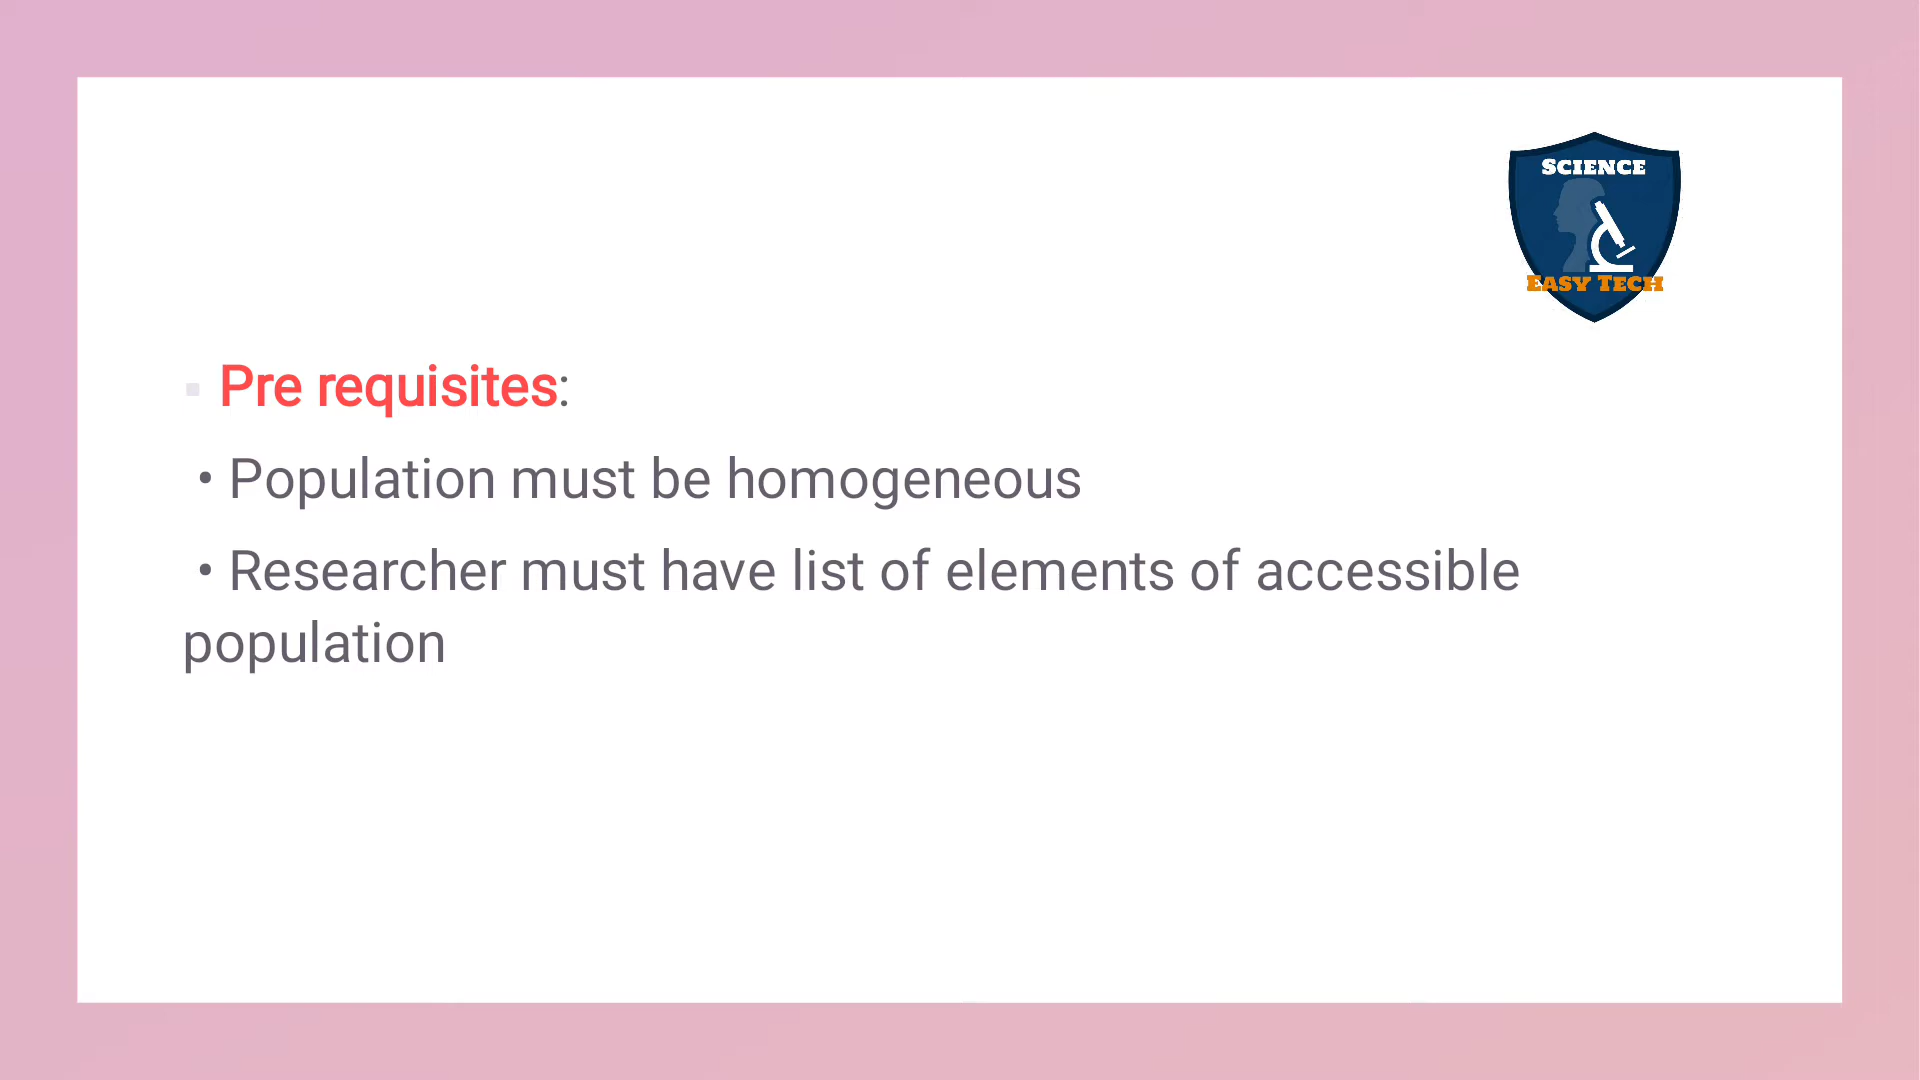 SCIENCE
EASY TECH
▪ Pre requisites:
• Population must be homogeneous
• Researcher must have list of elements of accessible
population